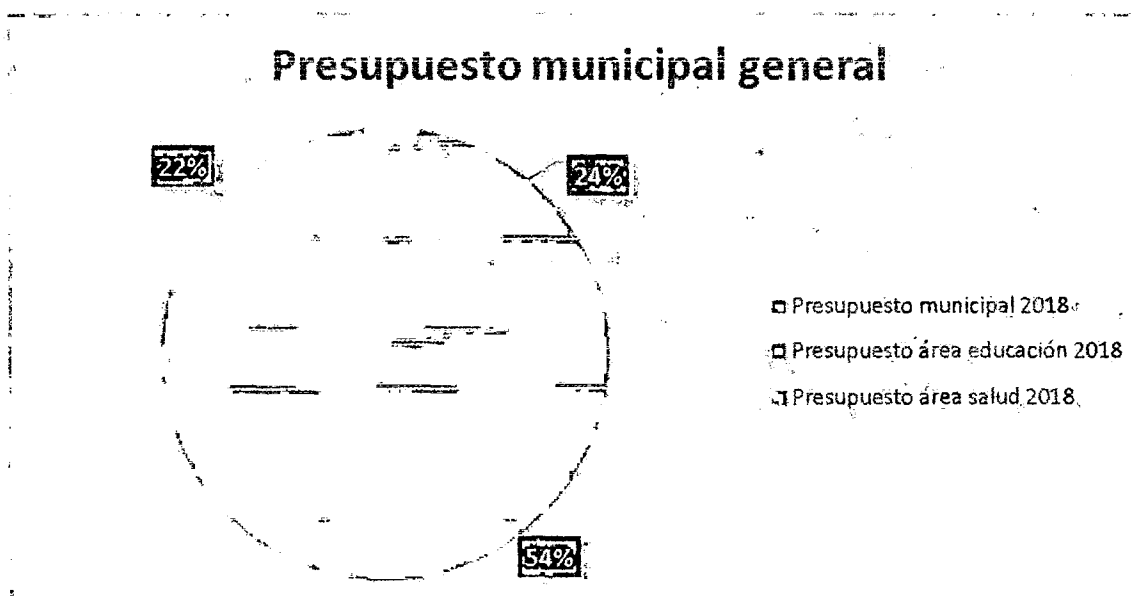 Presupuesto municipal general
22%
24%
Presupuesto municipal 2018
Presupuesto área educación 2018
Presupuesto área salud 2018
54%